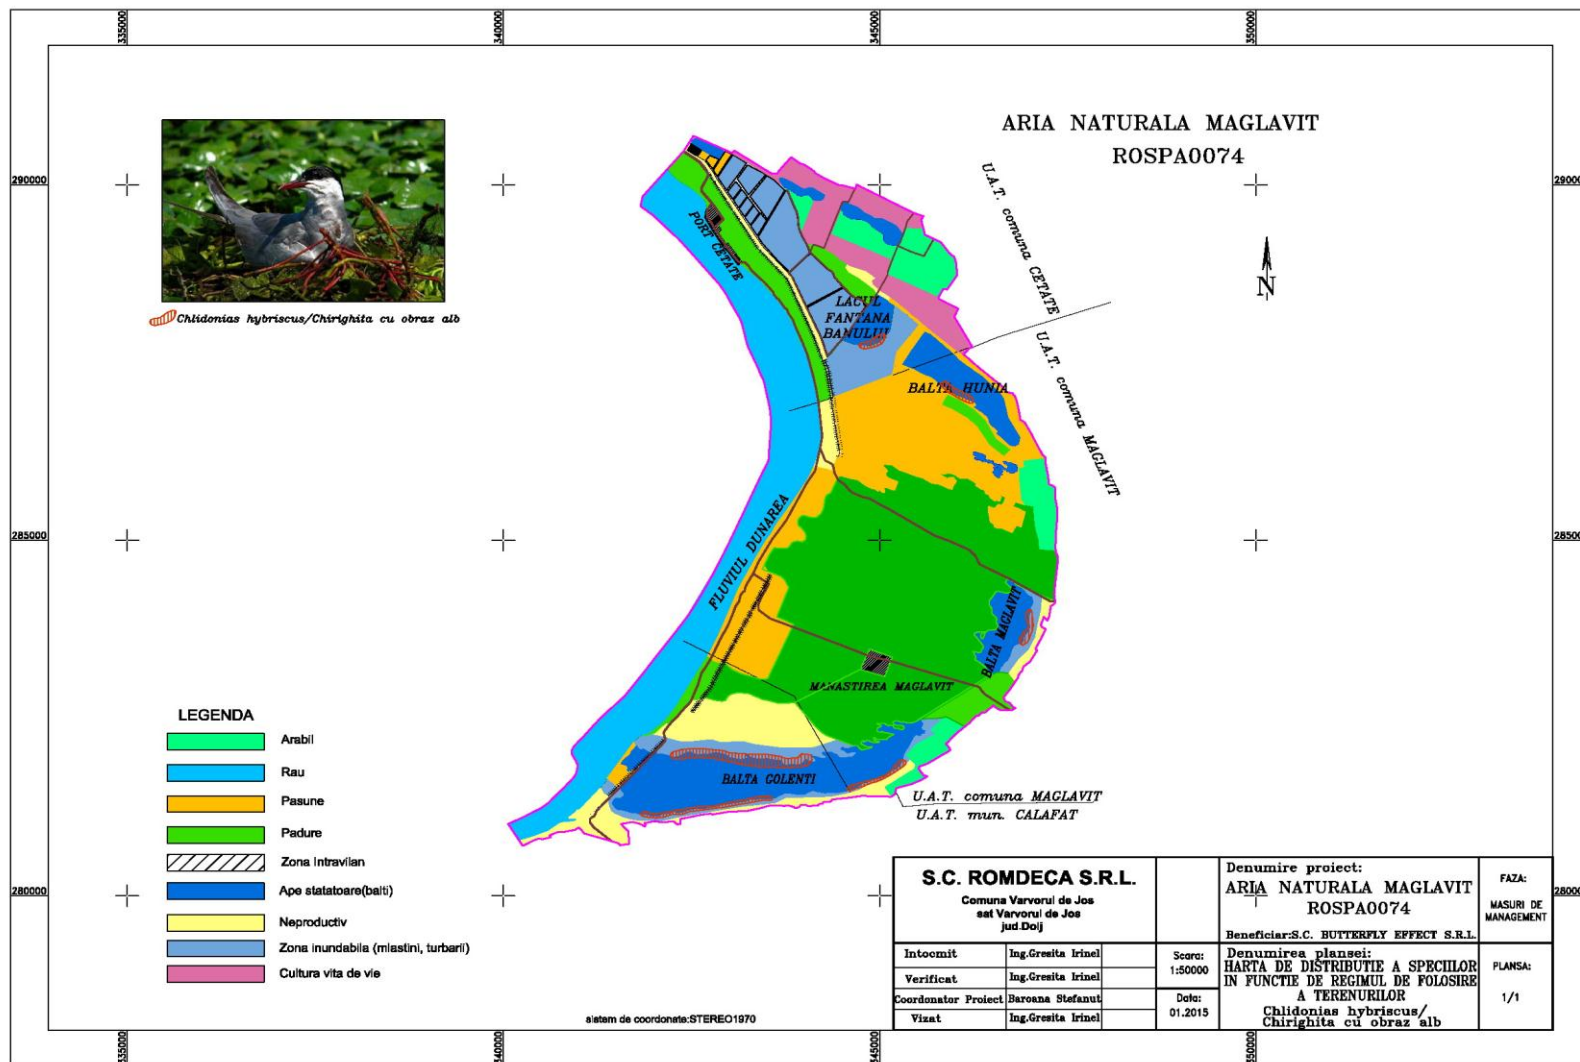 335000
340000
345000
350000
ARIA NATURALA MAGLAVIT
ROSPA0074
290000
U.A.T. comuna CETATE
U.A.T. comuna MAGLAVIT
N
Chlidonias hybriscus/Chirighita cu obraz alb
PORT CETATE
LACUL
FANTANA
BANULUI
BALTA HUNIA
285000
285000
FLUVIUL DUNAREA
BALTA MAGLAVIT
MANASTIREA MAGLAVIT
BALTA GOLENTI
U.A.T. comuna MAGLAVIT
U.A.T. mun. CALAFAT
LEGENDA
Arabil
Rau
Pasune
Padure
Zona Intravilan
Ape statatoare(balti)
Neproductiv
Zona inundabila (mlastini, turbarii)
Cultura vita de vie
280000
S.C. ROMDECA S.R.L.
Comuna Varvorul de Jos
sat Varvorul de Jos
jud.Dolj
Intocmit Ing.Gresita Irinel
Verificat Ing.Gresita Irinel
Coordonator Proiect Baroana Stefanut
Vizat Ing.Gresita Irinel
Scara:
1:50000
Data:
01.2015
Denumire proiect:
ARIA NATURALA MAGLAVIT
ROSPA0074
Beneficiar:S.C. BUTTERFLY EFFECT S.R.L.
Denumirea plansei:
HARTA DE DISTRIBUTIE A SPECIILOR
IN FUNCTIE DE REGIMUL DE FOLOSIRE
A TERENURILOR
Chlidonias hybriscus/
Chirighita cu obraz alb
FAZA:
MASURI DE
MANAGEMENT
PLANSA:
1/1
sistem de coordonate:STEREO1970
335000
340000
345000
350000